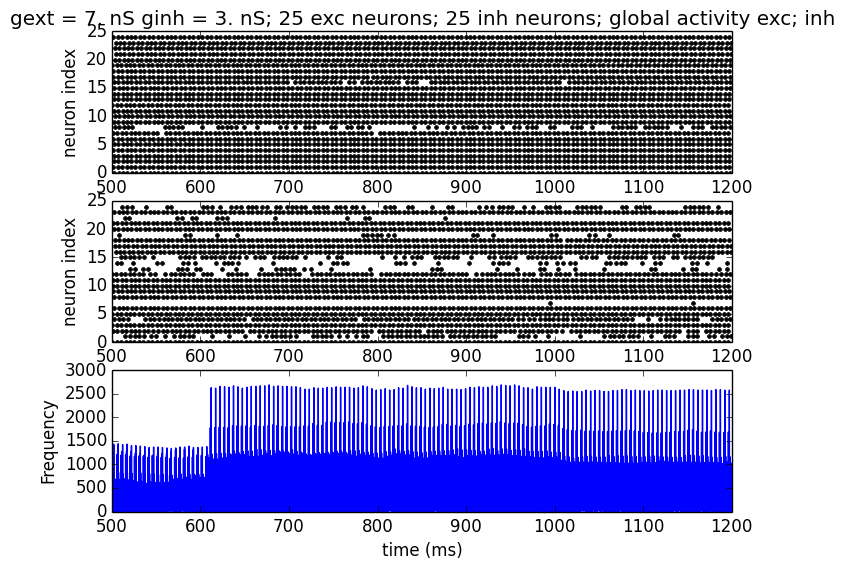 gext = 7. nS ginh = 3. nS; 25 exc neurons; 25 inh neurons; global activity exc; inh
25
20
15
10
5
0
neuron index
500 600 700 800 900 1000 1100 1200
25
20
15
10
5
0
neuron index
500 600 700 800 900 1000 1100 1200
3000
2500
2000
1500
1000
500
0
Frequency
500 600 700 800 900 1000 1100 1200
time (ms)